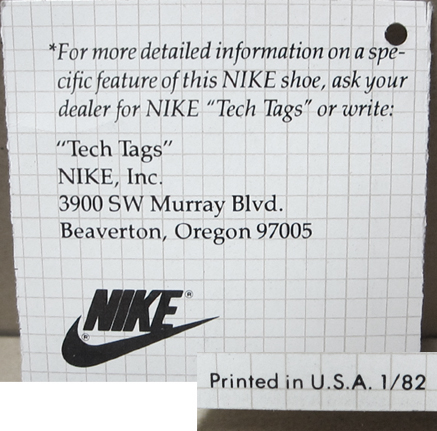 *For more detailed information on a spe-
cific feature of this NIKE shoe, ask your
dealer for NIKE "Tech Tags" or write:
"Tech Tags"
NIKE, Inc.
3900 SW Murray Blvd.
Beaverton, Oregon 97005
NIKE®
®
Printed in U.S.A. 1/82